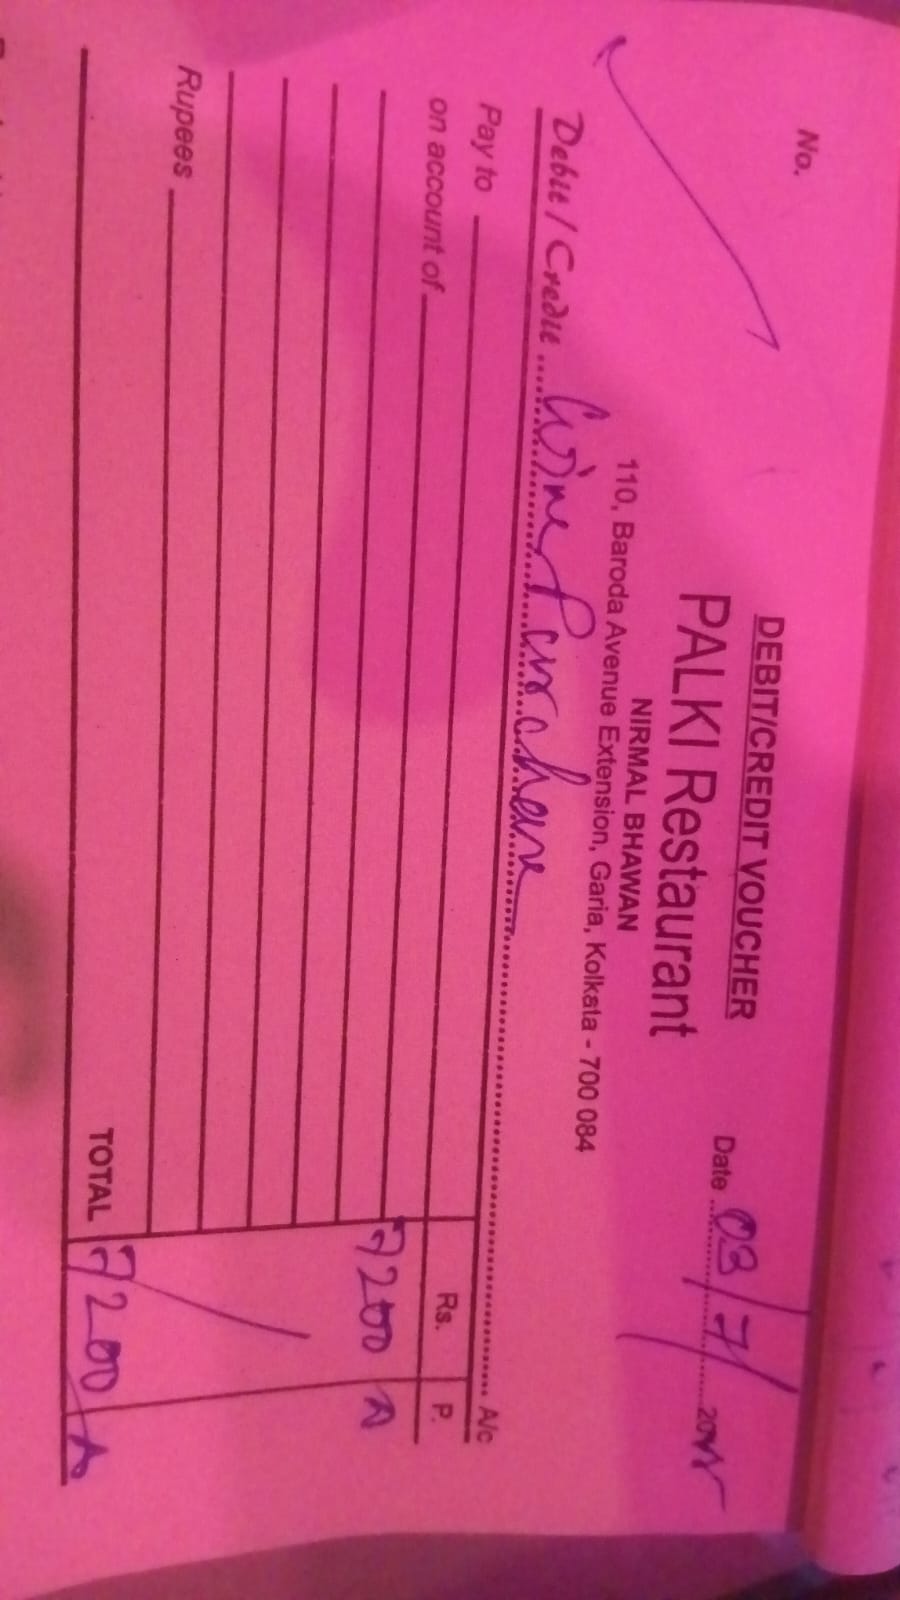 No.
DEBIT/CREDIT VOUCHER
PALKI Restaurant
Date 03/7/
NIRMAL BHAWAN
110, Baroda Avenue Extension, Garia, Kolkata - 700 084
Debit / Credit Wine Purchase A/c
Pay to Rs. P.
on account of 7200
Rupees
TOTAL 7200